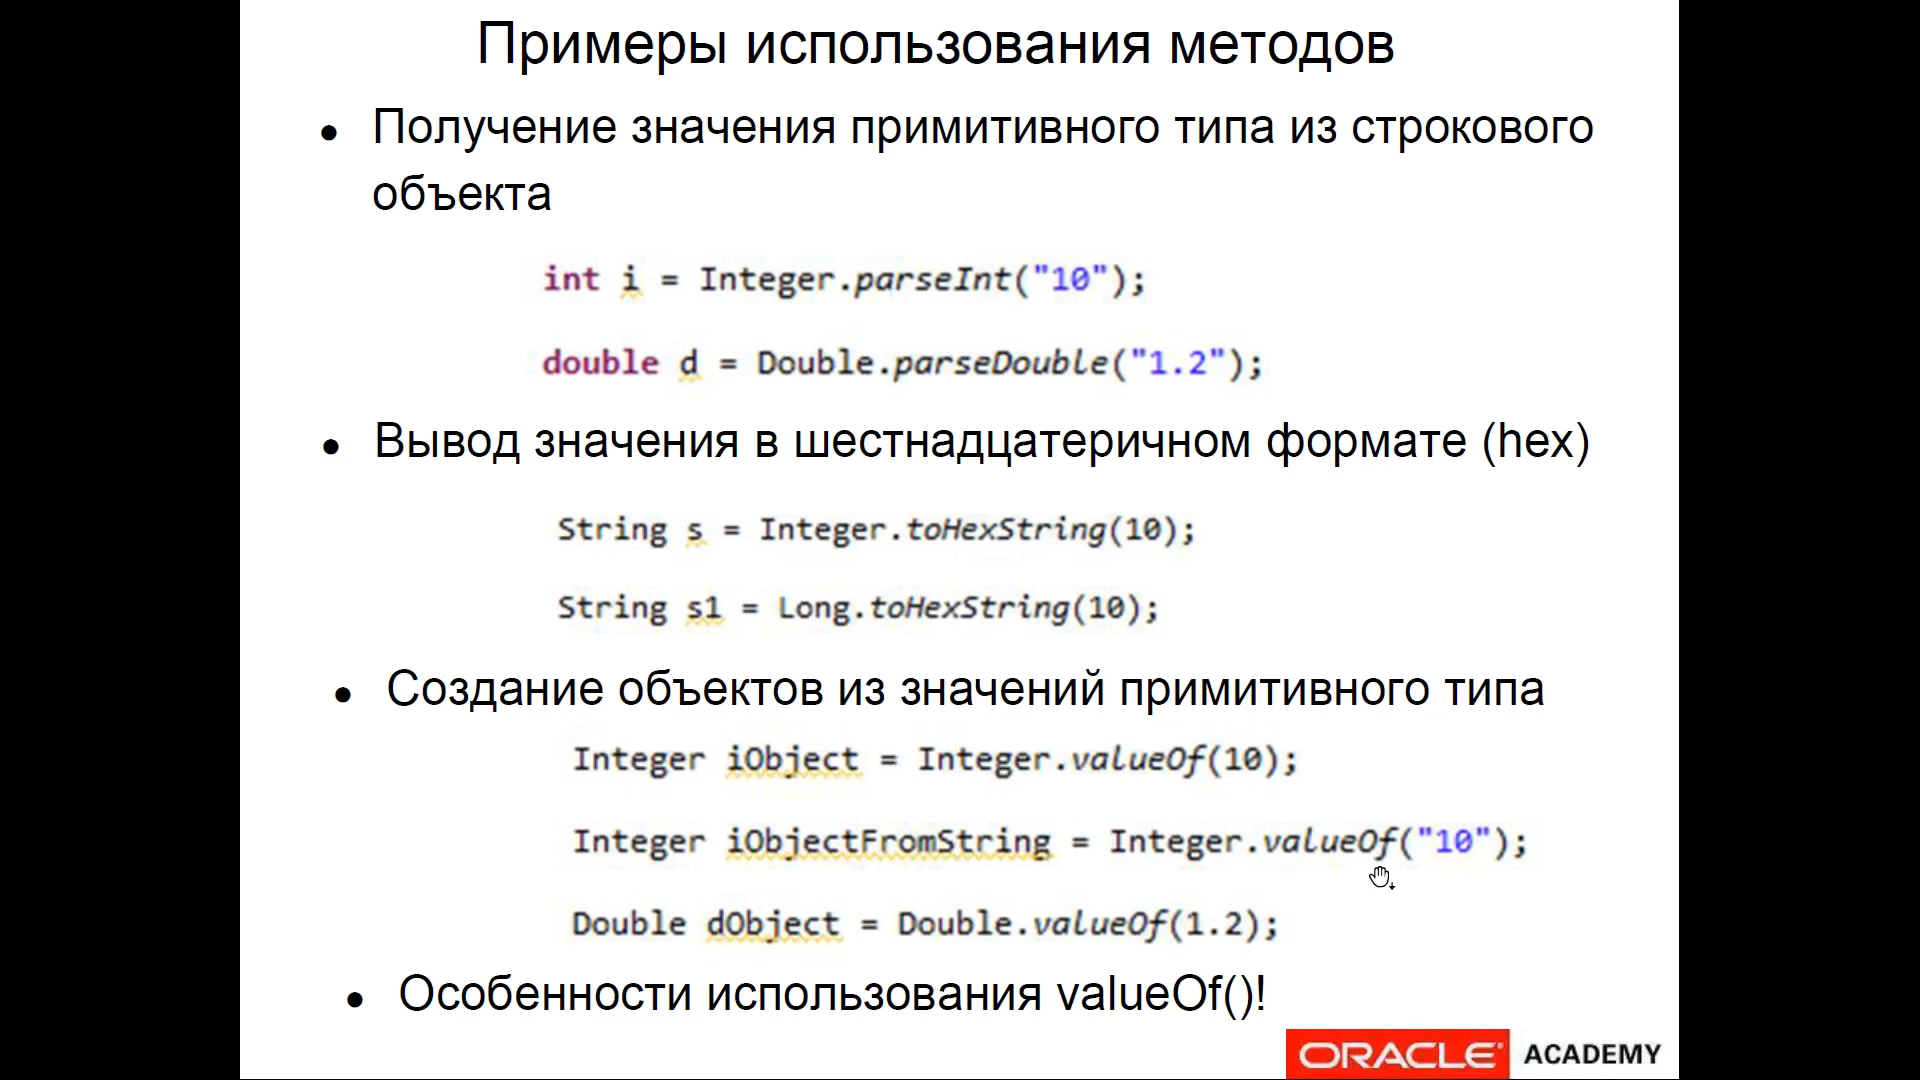 Примеры использования методов
● Получение значения примитивного типа из строкового
объекта
int i = Integer.parseInt("10");
double d = Double.parseDouble("1.2");
● Вывод значения в шестнадцатеричном формате (hex)
String s = Integer.toHexString(10);
String s1 = Long.toHexString(10);
● Создание объектов из значений примитивного типа
Integer iObject = Integer.valueOf(10);
Integer iObjectFromString = Integer.valueOf("10");
Double dObject = Double.valueOf(1.2);
● Особенности использования valueOf()!
ORACLE ACADEMY